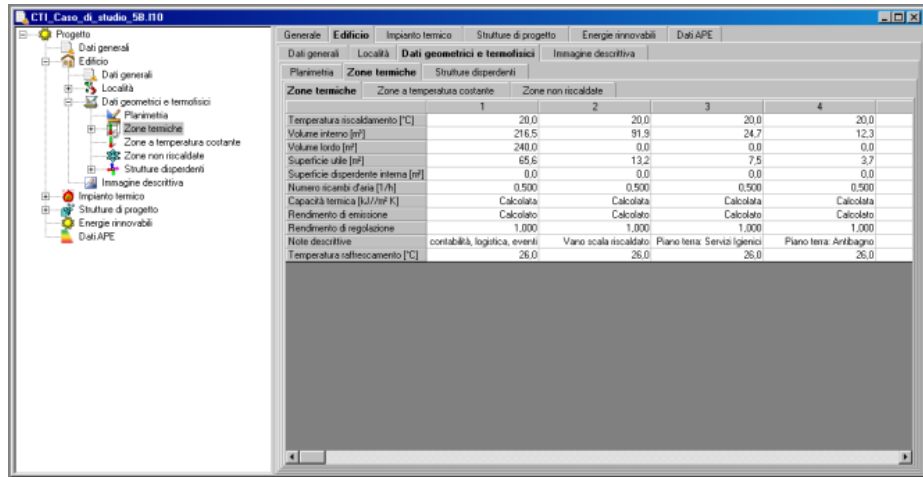 CTI_Caso_di_studio_5B.I10
Progetto
Dati generali
Edificio
Dati generali
Località
Dati geometrici e termofisici
Planimetria
Zone termiche
Zone a temperatura costante
Zone non riscaldate
Strutture disperdenti
Immagine descrittiva
Impianto termico
Strutture di progetto
Energie rinnovabili
Dati APE
Generale Edificio Impianto termico Strutture di progetto Energie rinnovabili Dati APE
Dati generali Località Dati geometrici e termofisici Immagine descrittiva
Planimetria Zone termiche Strutture disperdenti
Zone termiche Zone a temperatura costante Zone non riscaldate
1 2 3 4
Temperatura riscaldamento [°C] 20,0 20,0 20,0 20,0
Volume interno [m³] 216,5 91,9 24,7 12,3
Volume lordo [m³] 240,0 0,0 0,0 0,0
Superficie utile [m²] 65,6 13,2 7,5 3,7
Superficie disperdente interna [m²] 0,0 0,0 0,0 0,0
Numero ricambi d'aria [1/h] 0,500 0,500 0,500 0,500
Capacità termica [kJ//m² K] Calcolata Calcolata Calcolata Calcolata
Rendimento di emissione Calcolato Calcolato Calcolato Calcolato
Rendimento di regolazione 1,000 1,000 1,000 1,000
Note descrittive contabilità, logistica, eventi Vano scala riscaldato Piano terra: Servizi Igienici Piano terra: Antibagno
Temperatura raffrescamento [°C] 26,0 26,0 26,0 26,0